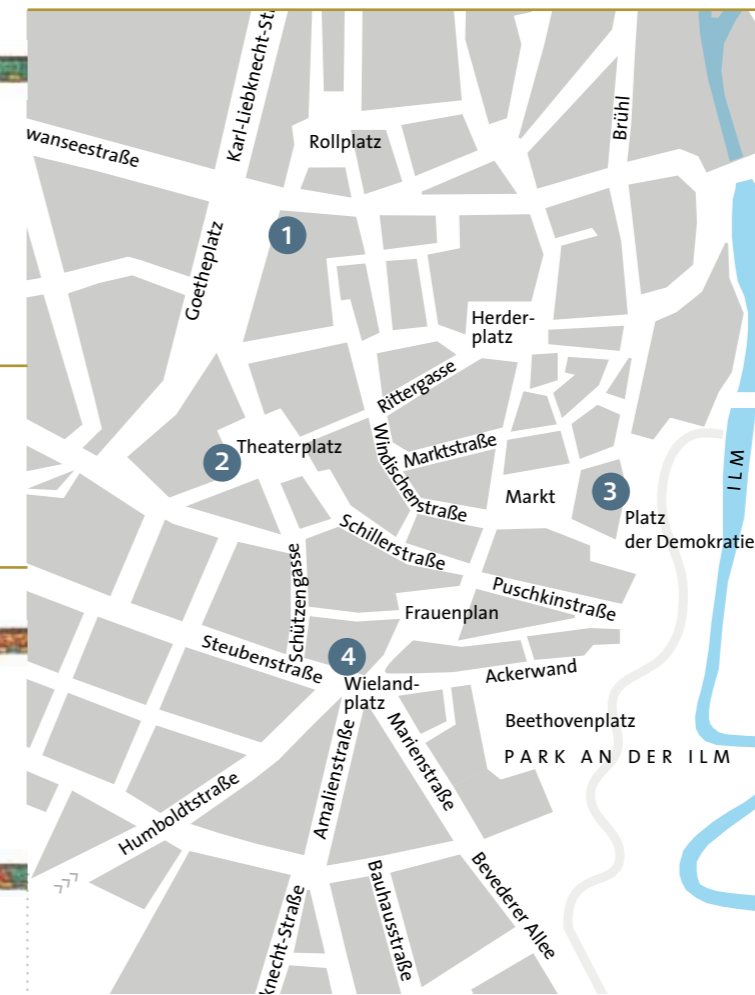 Karl-Liebknecht-St
Brühl
Rollplatz
wanseestraße
1
Goetheplatz
Herder-
platz
Rittergasse
Theaterplatz
2
Windischenstraße
Marktstraße
Markt
3
ILM
Platz
der Demokratie
Schillerstraße
Schützengasse
Puschkinstraße
Frauenplan
Steubenstraße
4
Wieland-
platz
Ackerwand
Beethovenplatz
PARK AN DER ILM
Marienstraße
Amalienstraße
Humboldtstraße
>>>
Bauhausstraße
Bevederer Allee
knecht-Straße